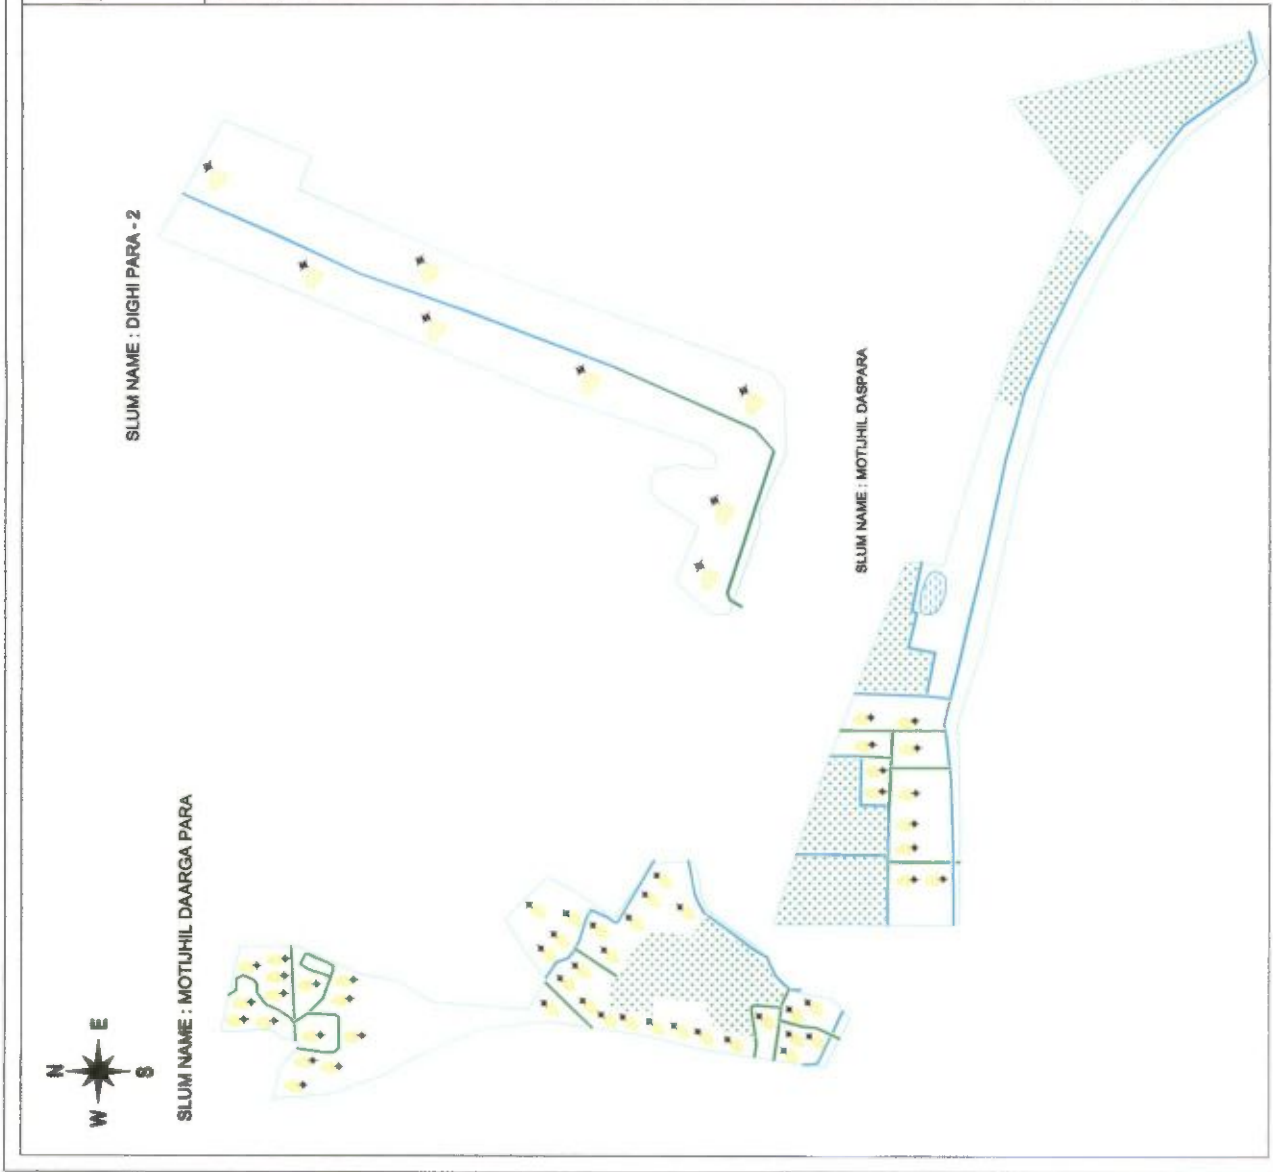 N
W E
S
SLUM NAME : MOTIJHIL DAARGA PARA
SLUM NAME : DIGHI PARA - 2
SLUM NAME : MOTIJHIL DASPARA